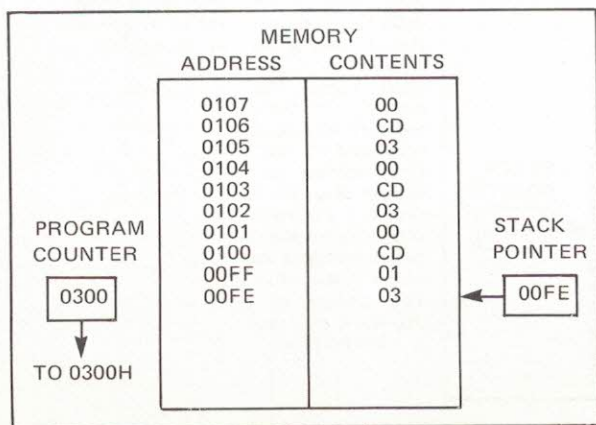 MEMORY
ADDRESS CONTENTS
0107 00
0106 CD
0105 03
0104 00
0103 CD
0102 03
0101 00
0100 CD
00FF 01
00FE 03
PROGRAM
COUNTER
0300
TO 0300H
STACK
POINTER
00FE